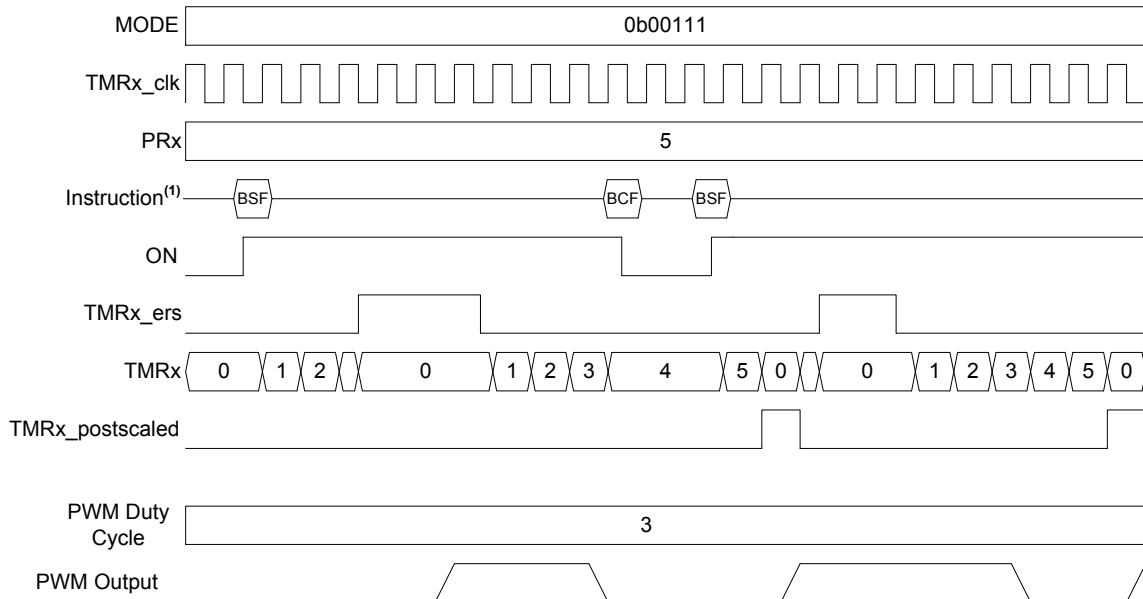 MODE 0b00111
TMRx_clk
PRx 5
Instruction(1) BSF BCF BSF
ON
TMRx_ers
TMRx 0 1 2 0 1 2 3 4 5 0 0 1 2 3 4 5 0
TMRx_postscaled
PWM Duty
Cycle 3
PWM Output